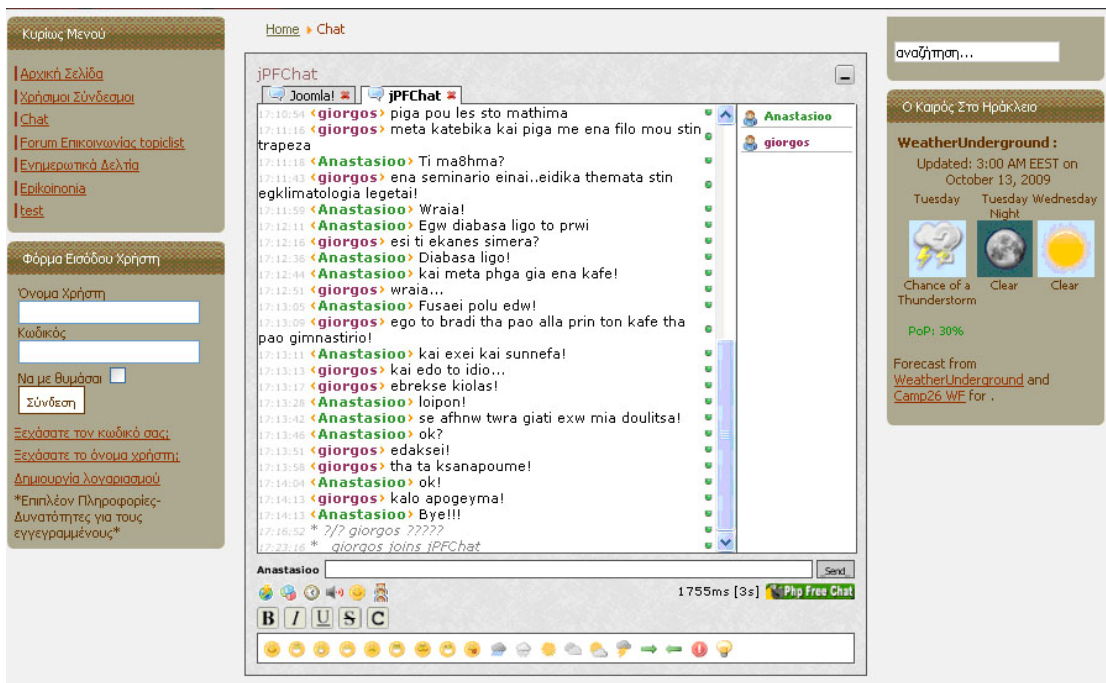 Κυρίως Μενού
Αρχική Σελίδα
Χρήσιμοι Σύνδεσμοι
Chat
Forum Επικοινωνίας topiclist
Ενημερωτικά Δελτία
Epikoinonia
test
Φόρμα Εισόδου Χρήστη
Όνομα Χρήστη
Κωδικός
Να με θυμάσαι
Σύνδεση
Ξεχάσατε τον κωδικό σας;
Ξεχάσατε το όνομα χρήστη;
Δημιουργία λογαριασμού
*Επιπλέον Πληροφορίες-
Δυνατότητες για τους
εγγεγραμμένους*
Home Chat
jPFChat
Joomla! jPFChat
17:10:54 ‹giorgos› piga pou les sto mathima
17:11:16 ‹giorgos› meta katebika kai piga me ena filo mou stin
trapeza
17:11:18 ‹Anastasioo› Ti ma8hma?
17:11:43 ‹giorgos› ena seminario einai..eidika themata stin
egklimatologia legetai!
17:11:59 ‹Anastasioo› Wraia!
17:12:11 ‹Anastasioo› Egw diabasa ligo to prwi
17:12:16 ‹giorgos› esi ti ekanes simera?
17:12:36 ‹Anastasioo› Diabasa ligo!
17:12:44 ‹Anastasioo› kai meta phga gia ena kafe!
17:12:51 ‹giorgos› wraia...
17:13:05 ‹Anastasioo› Fusaei polu edw!
17:13:09 ‹giorgos› ego to bradi tha pao alla prin ton kafe tha
pao gimnastirio!
17:13:11 ‹Anastasioo› kai exei kai sunnefa!
17:13:13 ‹giorgos› kai edo to idio...
17:13:17 ‹giorgos› ebrekse kiolas!
17:13:28 ‹Anastasioo› loipon!
17:13:42 ‹Anastasioo› se afhnw twra giati exw mia doulitsa!
17:13:46 ‹Anastasioo› ok?
17:13:51 ‹giorgos› edaksei!
17:13:58 ‹giorgos› tha ta ksanapoume!
17:14:04 ‹Anastasioo› ok!
17:14:13 ‹giorgos› kalo apogeyma!
17:14:13 ‹Anastasioo› Bye!!!
17:16:52 * ?/? giorgos ?????
17:23:16 * giorgos joins jPFChat
Anastasioo
giorgos
Anastasioo
Send
1755ms [3s] Php Free Chat
B I U S C
αναζήτηση...
Ο Καιρός Στο Ηράκλειο
WeatherUnderground :
Updated: 3:00 AM EEST on
October 13, 2009
Tuesday Tuesday Night Wednesday
Chance of a Thunderstorm Clear Clear
PoP: 30%
Forecast from
WeatherUnderground and
Camp26 WF for .